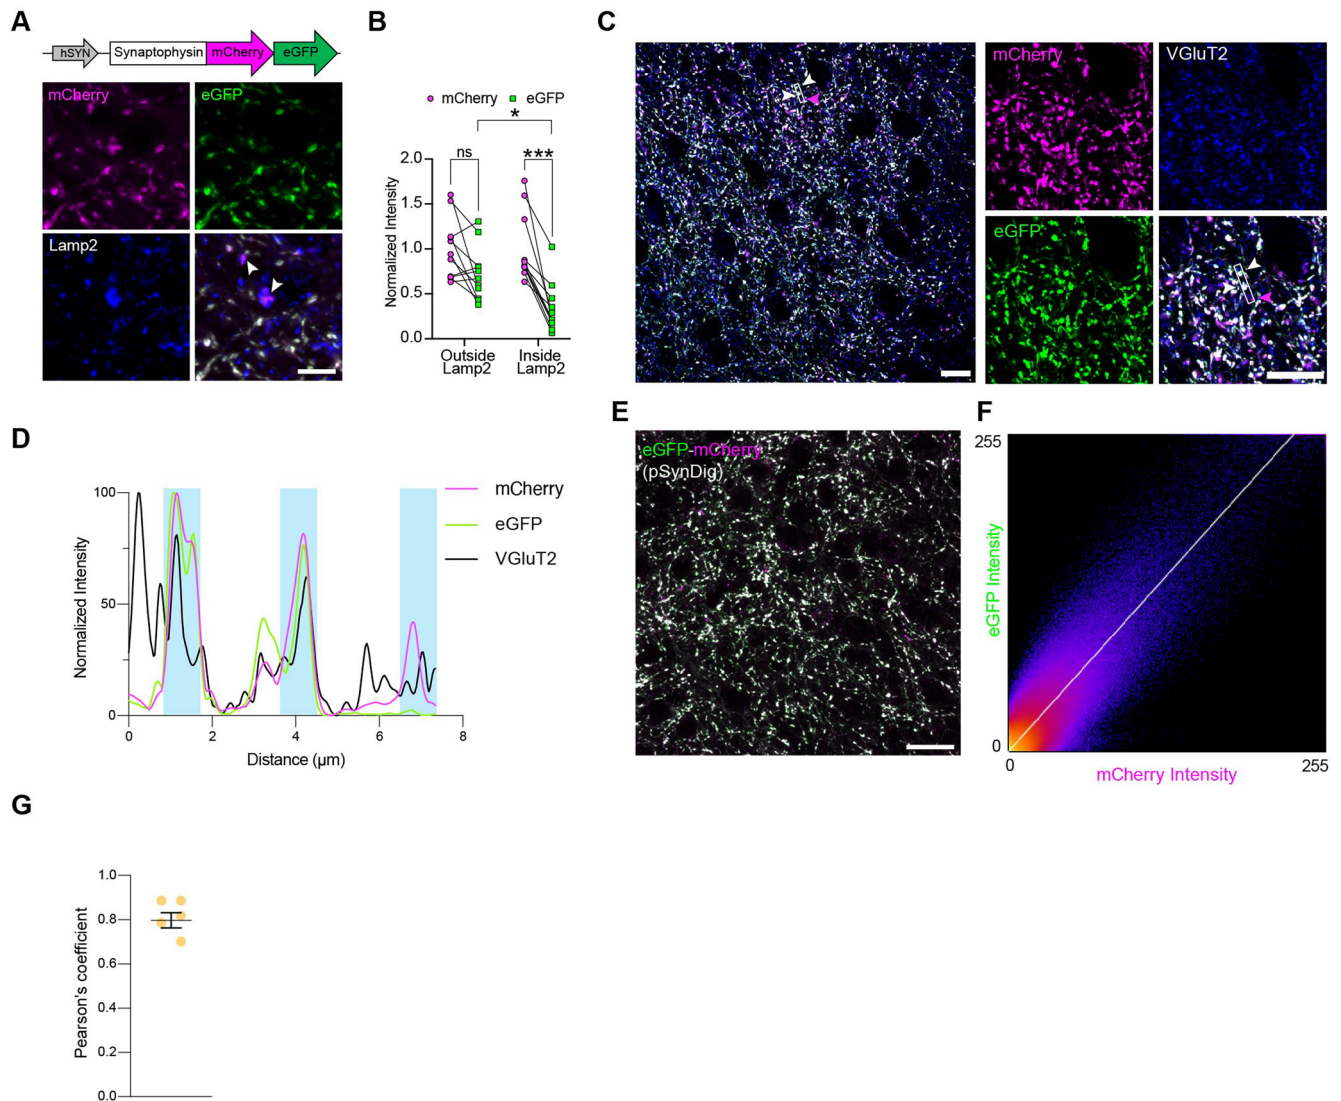 A
hSYN
Synaptophysin
mCherry
eGFP
mCherry
eGFP
Lamp2
B
mCherry
eGFP
*
ns
***
Normalized Intensity
2.0
1.5
1.0
0.5
0.0
Outside
Lamp2
Inside
Lamp2
C
mCherry
VGluT2
eGFP
D
mCherry
eGFP
VGluT2
Normalized Intensity
100
50
0
0
2
4
6
8
Distance (µm)
E
eGFP-mCherry
(pSynDig)
F
255
eGFP Intensity
0
0
255
mCherry Intensity
G
Pearson's coefficient
1.0
0.8
0.6
0.4
0.2
0.0